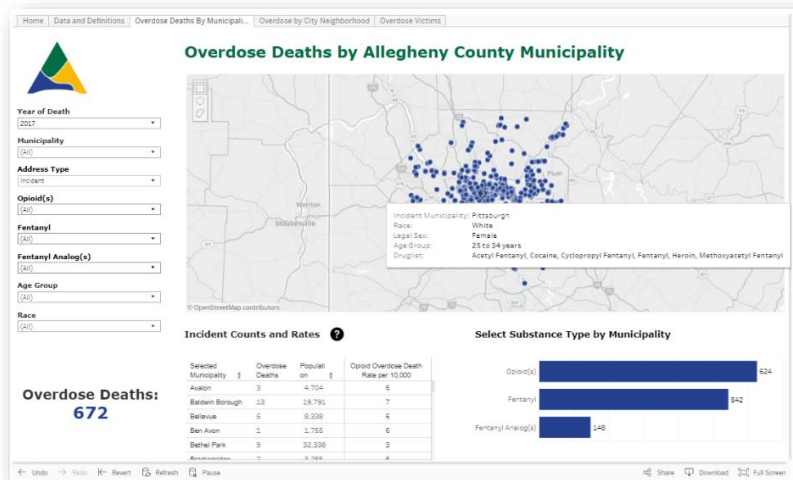 Home Data and Definitions Overdose Deaths By Municipali... Overdose by City Neighborhood Overdose Victims
Overdose Deaths by Allegheny County Municipality
Year of Death
2017
Municipality
(All)
Address Type
Incident
Opioid(s)
(All)
Fentanyl
(All)
Fentanyl Analog(s)
(All)
Age Group
(All)
Race
(All)
Overdose Deaths:
672
Weirton
Steubenville
Plum
Incident Municipality: Pittsburgh
Race: White
Legal Sex: Female
Age Group: 25 to 34 years
Druglist: Acetyl Fentanyl, Cocaine, Cyclopropyl Fentanyl, Fentanyl, Heroin, Methoxyacetyl Fentanyl
© OpenStreetMap contributors
Incident Counts and Rates ?
Selected Municipality Overdose Deaths Populati on Opioid Overdose Death Rate per 10,000
Avalon 3 4,704 6
Baldwin Borough 13 19,791 7
Bellevue 5 8,338 6
Ben Avon 1 1,755 6
Bethel Park 9 32,338 3
Select Substance Type by Municipality
Opioid(s) 624
Fentanyl 542
Fentanyl Analog(s) 148
← Undo → Redo Revert Refresh Pause Share Download Full Screen